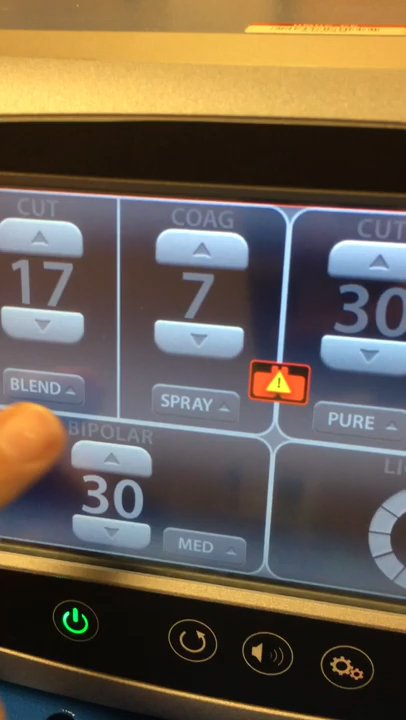 CUT
COAG
CUT
17
7
30
BLEND
SPRAY
PURE
BIPOLAR
30
MED